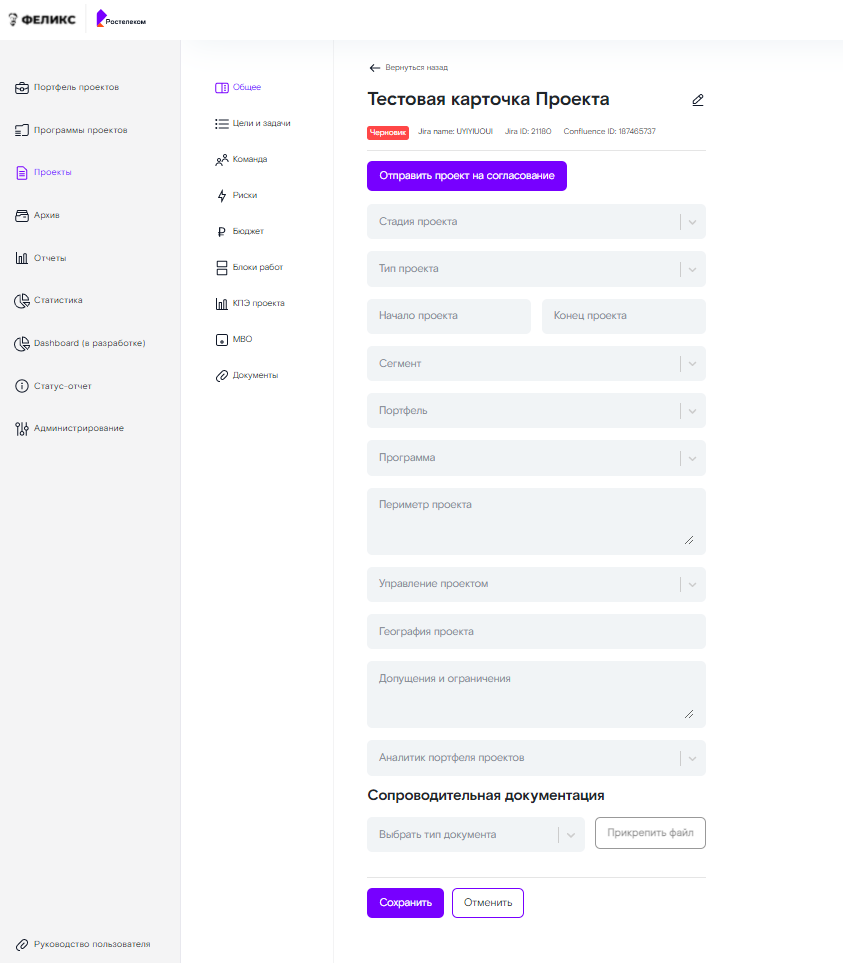 ФЕЛИКС
Ростелеком
Портфель проектов
Программы проектов
Проекты
Архив
Отчеты
Статистика
Dashboard (в разработке)
Статус-отчет
Администрирование
Руководство пользователя
Общее
Цели и задачи
Команда
Риски
Бюджет
Блоки работ
КПЭ проекта
МВО
Документы
Вернуться назад
Тестовая карточка Проекта
Черновик Jira name: UYIYIUOUI Jira ID: 21180 Confluence ID: 187465737
Отправить проект на согласование
Стадия проекта
Тип проекта
Начало проекта Конец проекта
Сегмент
Портфель
Программа
Периметр проекта
Управление проектом
География проекта
Допущения и ограничения
Аналитик портфеля проектов
Сопроводительная документация
Выбрать тип документа Прикрепить файл
Сохранить Отменить